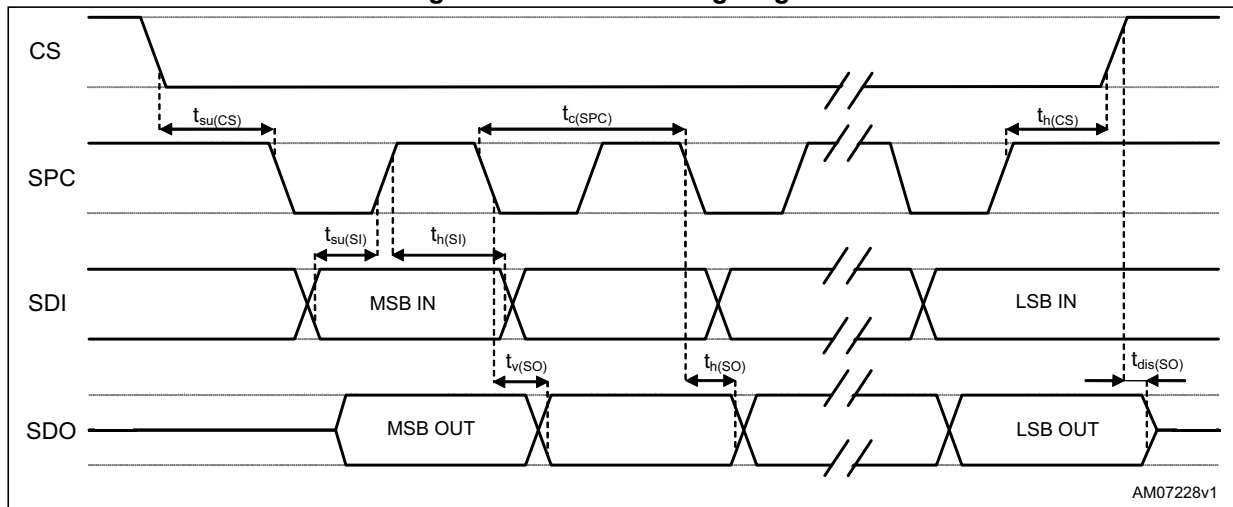 CS
t_su(CS)
t_c(SPC)
t_h(CS)
SPC
t_su(SI)
t_h(SI)
SDI
MSB IN
LSB IN
t_v(SO)
t_h(SO)
t_dis(SO)
SDO
MSB OUT
LSB OUT
AM07228v1